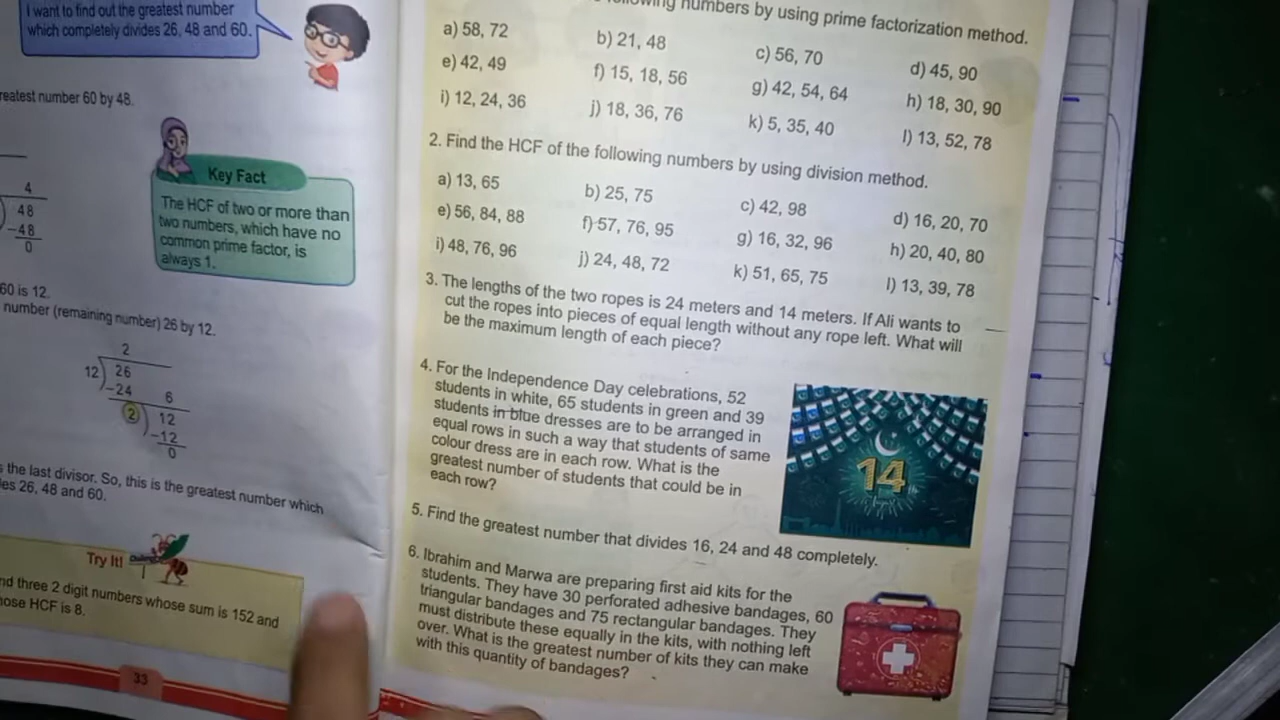 I want to find out the greatest number
which completely divides 26, 48 and 60.
greatest number 60 by 48.
4
48
-48
0
Key Fact
The HCF of two or more than
two numbers, which have no
common prime factor, is
always 1.
60 is 12.
number (remaining number) 26 by 12.
2
12 26
-24 6
2 12
-12
0
the last divisor. So, this is the greatest number which
26, 48 and 60.
Try It!
three 2 digit numbers whose sum is 152 and
whose HCF is 8.
33
following numbers by using prime factorization method.
a) 58, 72 b) 21, 48 c) 56, 70 d) 45, 90
e) 42, 49 f) 15, 18, 56 g) 42, 54, 64 h) 18, 30, 90
i) 12, 24, 36 j) 18, 36, 76 k) 5, 35, 40 l) 13, 52, 78
2. Find the HCF of the following numbers by using division method.
a) 13, 65 b) 25, 75 c) 42, 98 d) 16, 20, 70
e) 56, 84, 88 f) 57, 76, 95 g) 16, 32, 96 h) 20, 40, 80
i) 48, 76, 96 j) 24, 48, 72 k) 51, 65, 75 l) 13, 39, 78
3. The lengths of the two ropes is 24 meters and 14 meters. If Ali wants to
cut the ropes into pieces of equal length without any rope left. What will
be the maximum length of each piece?
4. For the Independence Day celebrations, 52
students in white, 65 students in green and 39
students in blue dresses are to be arranged in
equal rows in such a way that students of same
colour dress are in each row. What is the
greatest number of students that could be in
each row?
14
5. Find the greatest number that divides 16, 24 and 48 completely.
6. Ibrahim and Marwa are preparing first aid kits for the
students. They have 30 perforated adhesive bandages, 60
triangular bandages and 75 rectangular bandages. They
must distribute these equally in the kits, with nothing left
over. What is the greatest number of kits they can make
with this quantity of bandages?